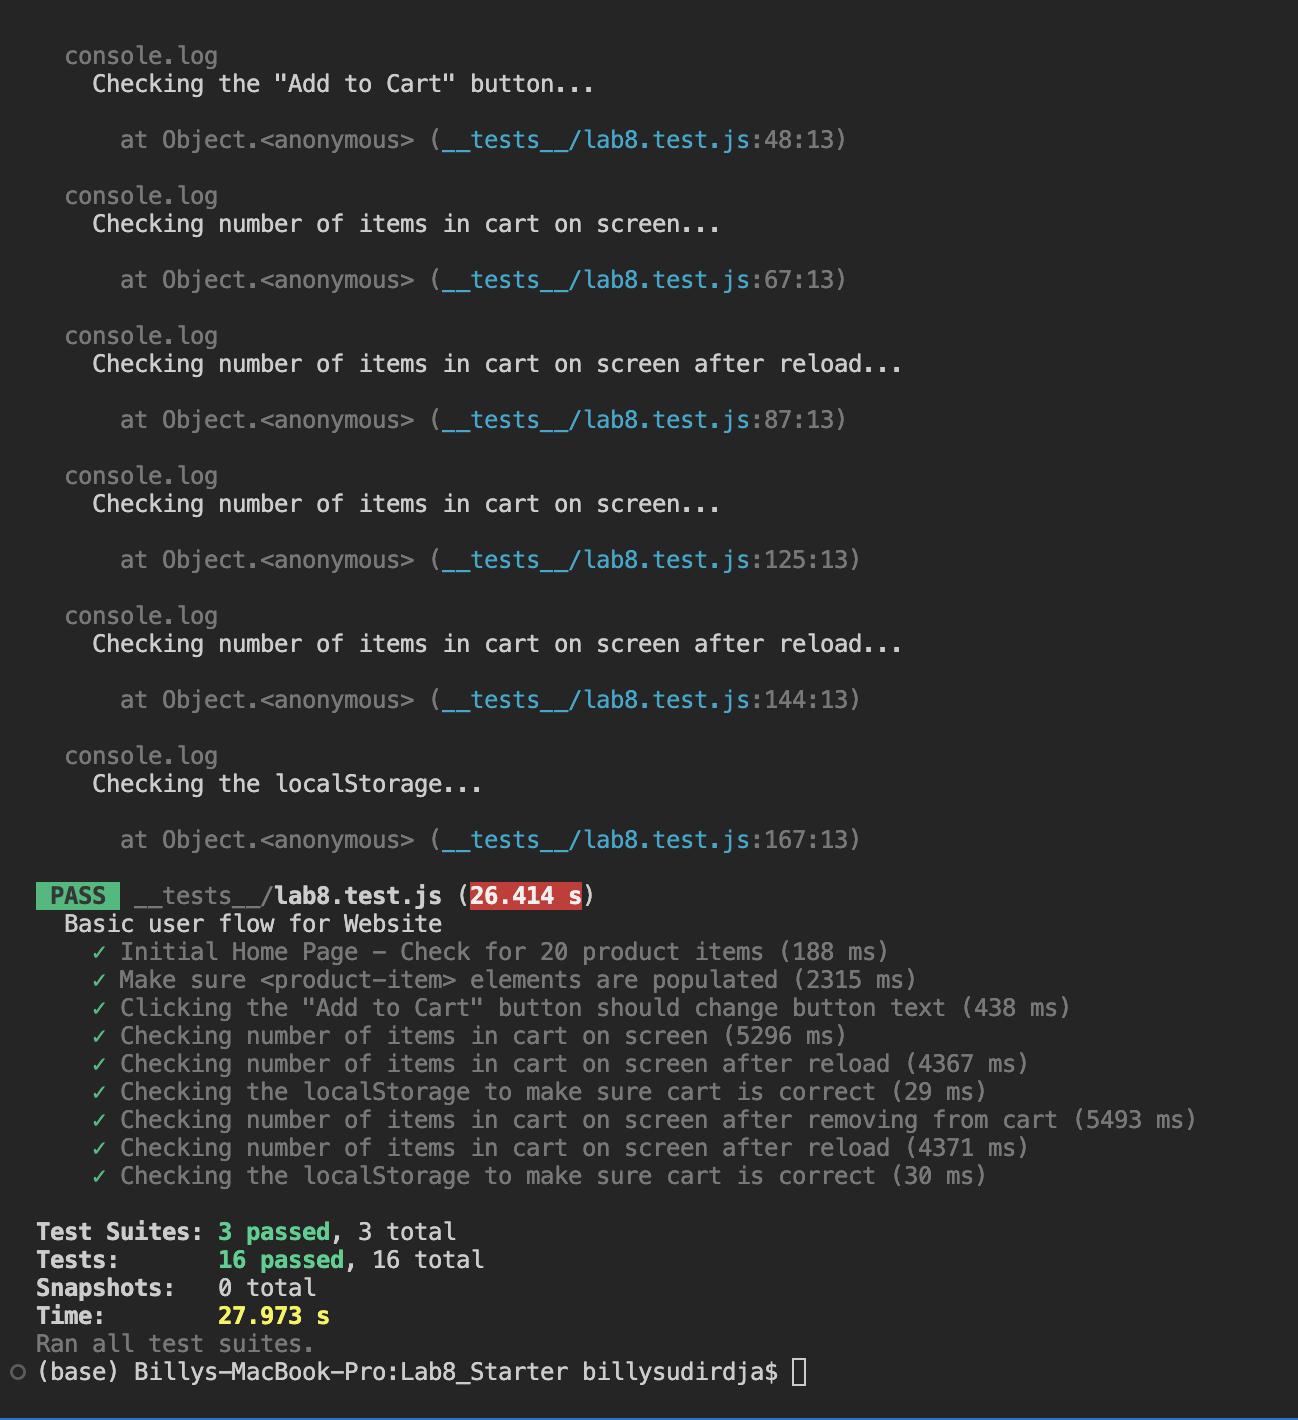 console.log
Checking the "Add to Cart" button...
at Object.<anonymous> (__tests__/lab8.test.js:48:13)
console.log
Checking number of items in cart on screen...
at Object.<anonymous> (__tests__/lab8.test.js:67:13)
console.log
Checking number of items in cart on screen after reload...
at Object.<anonymous> (__tests__/lab8.test.js:87:13)
console.log
Checking number of items in cart on screen...
at Object.<anonymous> (__tests__/lab8.test.js:125:13)
console.log
Checking number of items in cart on screen after reload...
at Object.<anonymous> (__tests__/lab8.test.js:144:13)
console.log
Checking the localStorage...
at Object.<anonymous> (__tests__/lab8.test.js:167:13)
PASS __tests__/lab8.test.js (26.414 s)
Basic user flow for Website
✓ Initial Home Page - Check for 20 product items (188 ms)
✓ Make sure <product-item> elements are populated (2315 ms)
✓ Clicking the "Add to Cart" button should change button text (438 ms)
✓ Checking number of items in cart on screen (5296 ms)
✓ Checking number of items in cart on screen after reload (4367 ms)
✓ Checking the localStorage to make sure cart is correct (29 ms)
✓ Checking number of items in cart on screen after removing from cart (5493 ms)
✓ Checking number of items in cart on screen after reload (4371 ms)
✓ Checking the localStorage to make sure cart is correct (30 ms)
Test Suites: 3 passed, 3 total
Tests: 16 passed, 16 total
Snapshots: 0 total
Time: 27.973 s
Ran all test suites.
(base) Billys-MacBook-Pro:Lab8_Starter billysudirdja$